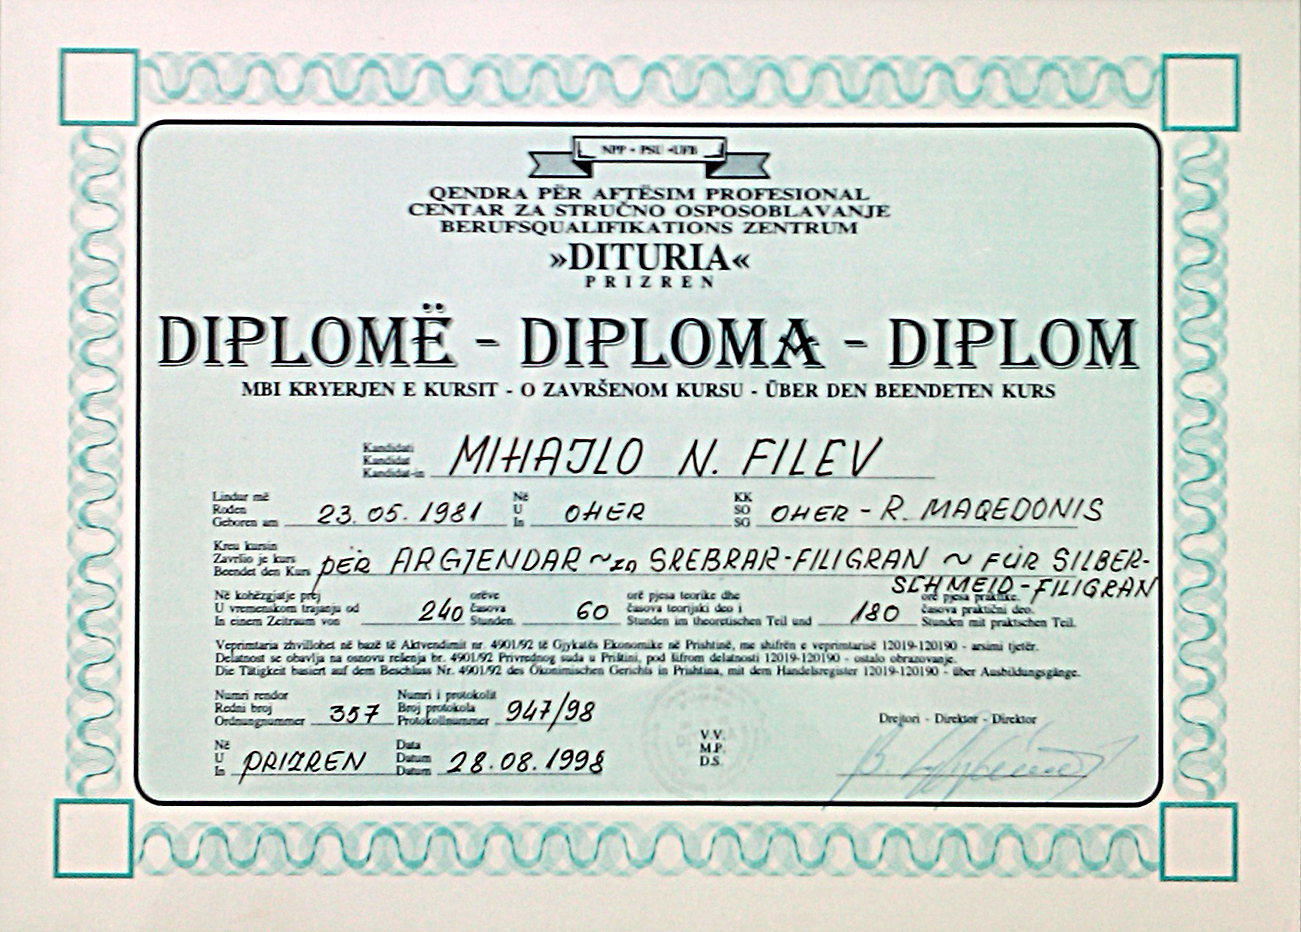 NPP - PSU - UFB
QENDRA PËR AFTËSIM PROFESIONAL
CENTAR ZA STRUČNO OSPOSOBLAVANJE
BERUFSQUALIFIKATIONS ZENTRUM
»DITURIA«
PRIZREN
DIPLOMË - DIPLOMA - DIPLOM
MBI KRYERJEN E KURSIT - O ZAVRŠENOM KURSU - ÜBER DEN BEENDETEN KURS
Kandidati
Kandidat
Kandidat-in
MIHAJLO N. FILEV
Lindur më
Rođen
Geboren am
23.05.1981
Në
U
In
OHER
KK
SO
SG
OHER - R. MAQEDONIS
Kreu kursin
Završio je kurs
Beendet den Kurs
PËR ARGJENDAR ~ za SREBRAR-FILIGRAN ~ FÜR SILBER-
SCHMEID-FILIGRAN
Në kohëzgjatje prej
U vremenskom trajanju od
In einem Zeitraum von
240
orëve
časova
Stunden.
60
orë pjesa teorike dhe
časova teorijski deo i
Stunden im theoretischen Teil und
180
orë pjesa praktike.
časova praktični deo.
Stunden mit praktschen Teil.
Veprimtaria zhvillohet në bazë të Aktvendimit nr. 4901/92 të Gjykatës Ekonomike në Prishtinë, me shifrën e veprimtarisë 12019-120190 - arsimi tjetër.
Delatnost se obavlja na osnovu rešenja br. 4901/92 Privrednog suda u Prištini, pod šifrom delatnosti 12019-120190 - ostalo obrazovanje.
Die Tätigkeit basiert auf dem Beschluss Nr. 4901/92 des Ökonimischen Gerichts in Prishtina, mit dem Handelsregister 12019-120190 - über Ausbildungsgänge.
Numri rendor
Redni broj
Ordnungnummer
357
Numri i protokolit
Broj protokola
Protokollnummer
947/98
Në
U
In
PRIZREN
Data
Datum
Datum
28.08.1998
V.V.
M.P.
D.S.
Drejtori - Direktor - Direktor